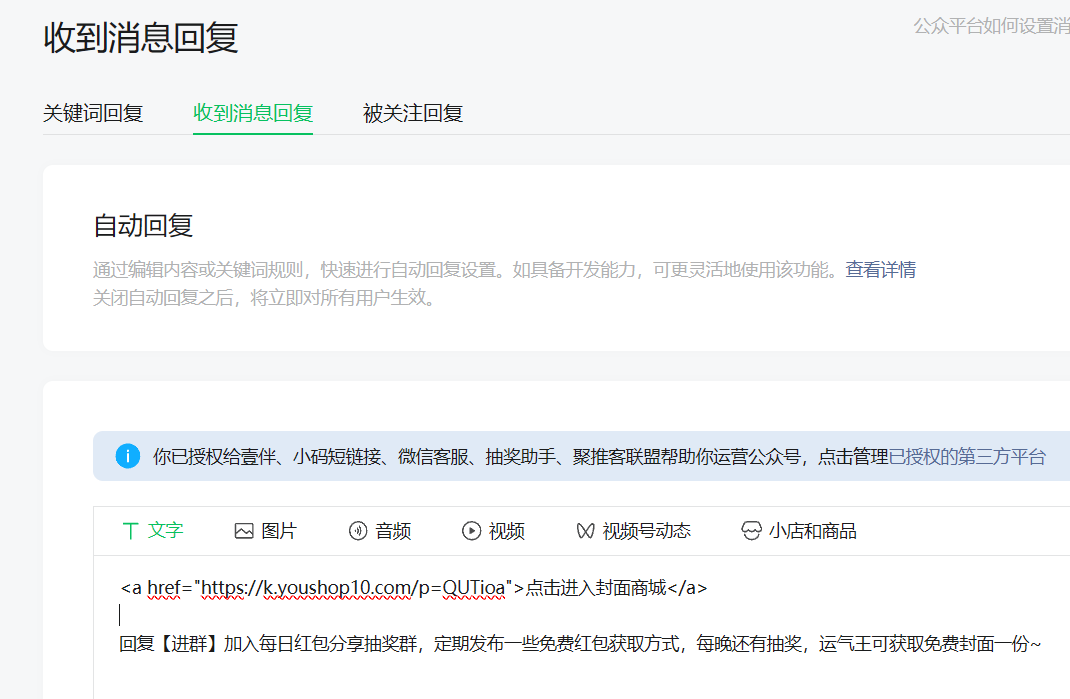 收到消息回复
公众平台如何设置消
关键词回复 收到消息回复 被关注回复
自动回复
通过编辑内容或关键词规则，快速进行自动回复设置。如具备开发能力，可更灵活地使用该功能。查看详情
关闭自动回复之后，将立即对所有用户生效。
你已授权给壹伴、小码短链接、微信客服、抽奖助手、聚推客联盟帮助你运营公众号，点击管理已授权的第三方平台
文字 图片 音频 视频 视频号动态 小店和商品
<a href="https://k.youshop10.com/p=QUTioa">点击进入封面商城</a>
回复【进群】加入每日红包分享抽奖群，定期发布一些免费红包获取方式，每晚还有抽奖，运气王可获取免费封面一份~